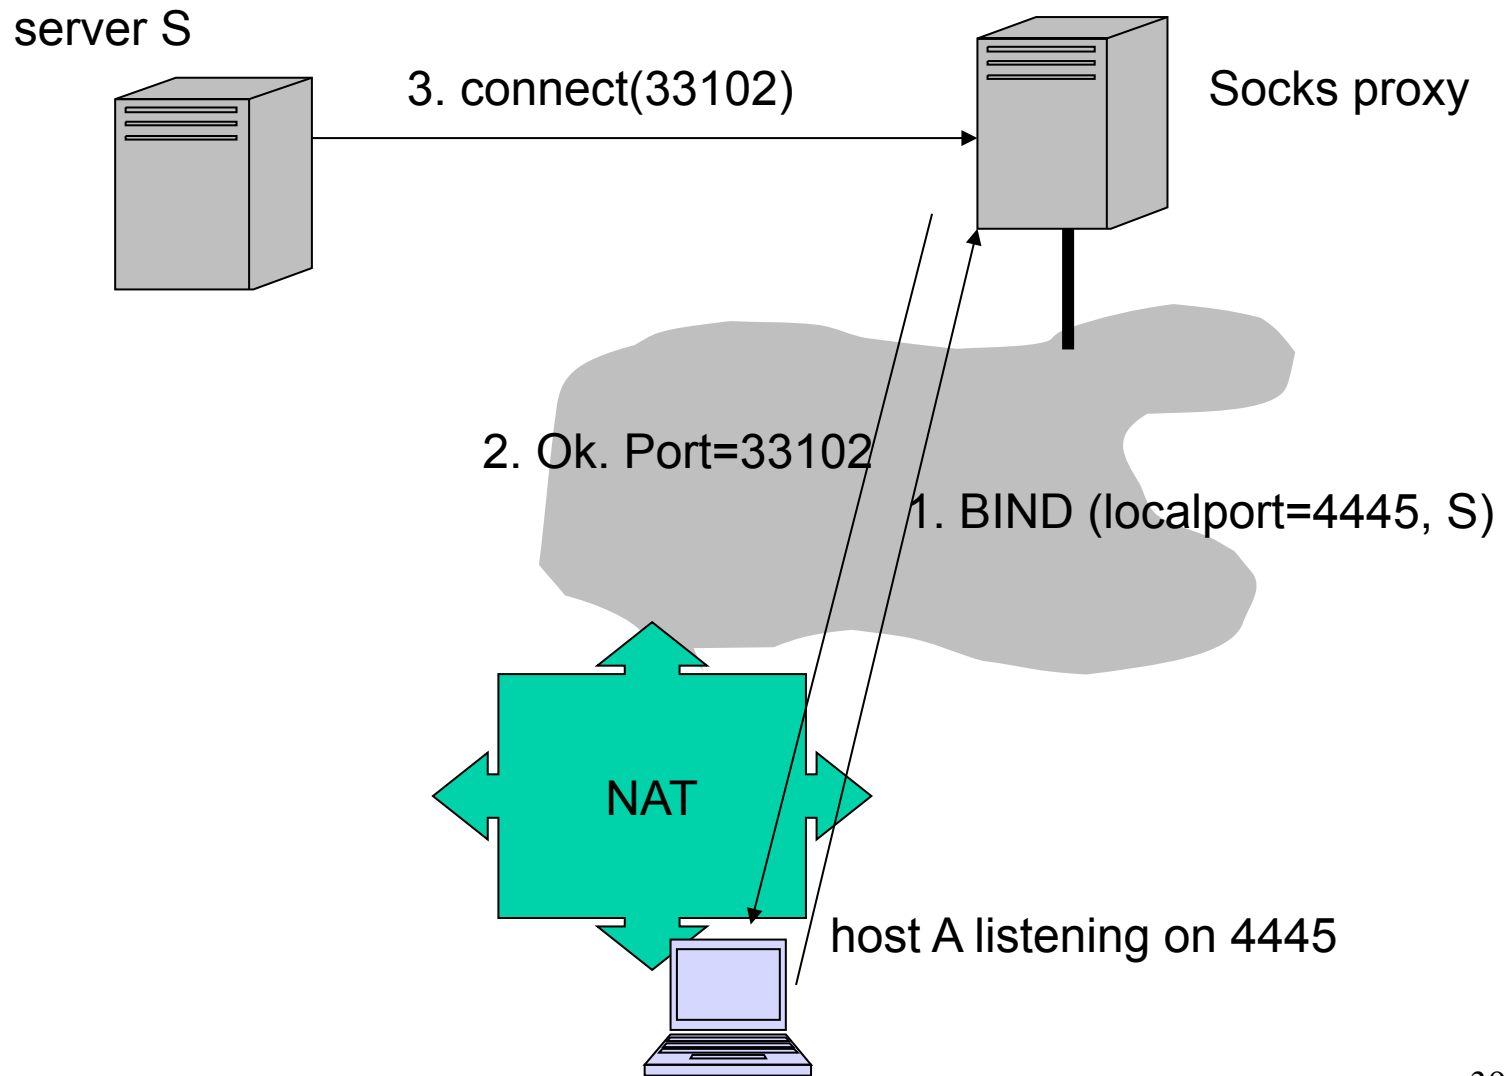 server S
3. connect(33102)
Socks proxy
2. Ok. Port=33102
1. BIND (localport=4445, S)
NAT
host A listening on 4445